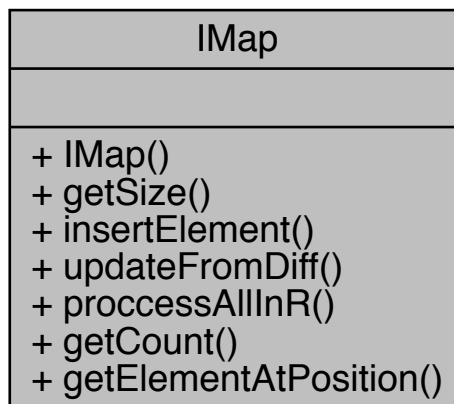 IMap
+ IMap()
+ getSize()
+ insertElement()
+ updateFromDiff()
+ proccessAllInR()
+ getCount()
+ getElementAtPosition()